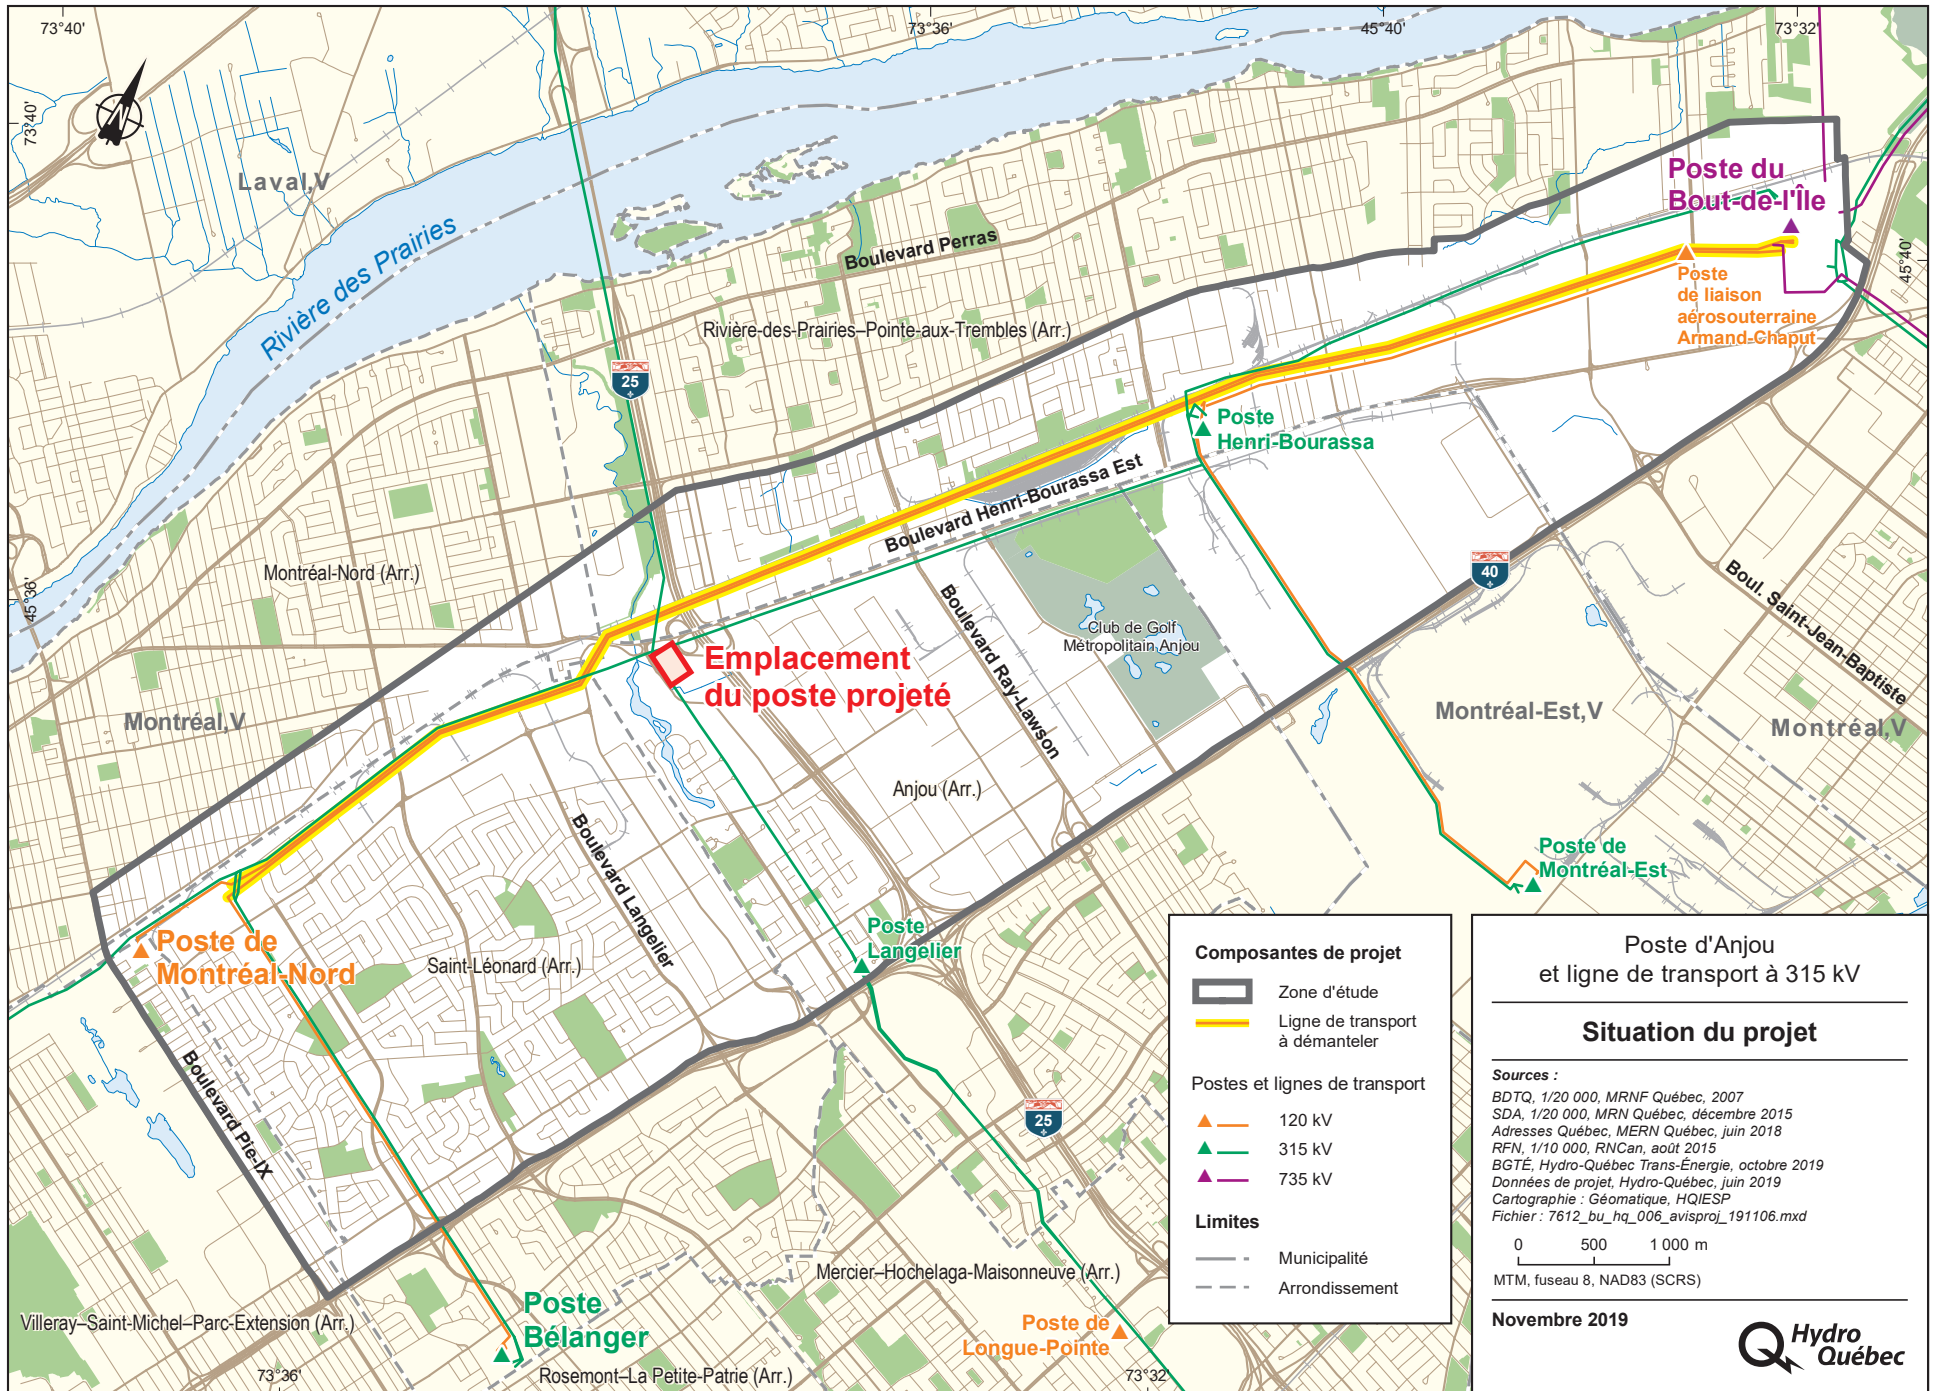 73°40'
73°36'
45°40'
73°32'
73°40'
N
Laval,V
Rivière des Prairies
Boulevard Perras
Poste du
Bout-de-l'Île
45°40'
Poste
de liaison
aérosouterraine
Armand-Chaput
Rivière-des-Prairies–Pointe-aux-Trembles (Arr.)
25
Poste
Henri-Bourassa
Boulevard Henri-Bourassa Est
Montréal-Nord (Arr.)
45°36'
40
Boul. Saint-Jean-Baptiste
Boulevard Ray-Lawson
Club de Golf
Métropolitain Anjou
Emplacement
du poste projeté
Montréal,V
Montréal-Est,V
Montréal,V
Anjou (Arr.)
Boulevard Langelier
Poste de
Montréal-Est
Poste
Langelier
Poste de
Montréal-Nord
Saint-Léonard (Arr.)
Boulevard Pie-IX
25
Mercier–Hochelaga-Maisonneuve (Arr.)
Poste
Bélanger
Villeray–Saint-Michel–Parc-Extension (Arr.)
Poste de
Longue-Pointe
73°36'
Rosemont–La Petite-Patrie (Arr.)
73°32'
Composantes de projet
Zone d'étude
Ligne de transport
à démanteler
Postes et lignes de transport
120 kV
315 kV
735 kV
Limites
Municipalité
Arrondissement
Poste d'Anjou
et ligne de transport à 315 kV
Situation du projet
Sources :
BDTQ, 1/20 000, MRNF Québec, 2007
SDA, 1/20 000, MRN Québec, décembre 2015
Adresses Québec, MERN Québec, juin 2018
RFN, 1/10 000, RNCan, août 2015
BGTÉ, Hydro-Québec Trans-Énergie, octobre 2019
Données de projet, Hydro-Québec, juin 2019
Cartographie : Géomatique, HQIESP
Fichier : 7612_bu_hq_006_avisproj_191106.mxd
0 500 1 000 m
MTM, fuseau 8, NAD83 (SCRS)
Novembre 2019
Hydro
Québec